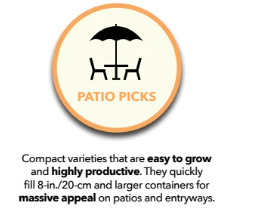 PATIO PICKS
Compact varieties that are easy to grow
and highly productive. They quickly
fill 8-in./20-cm and larger containers for
massive appeal on patios and entryways.